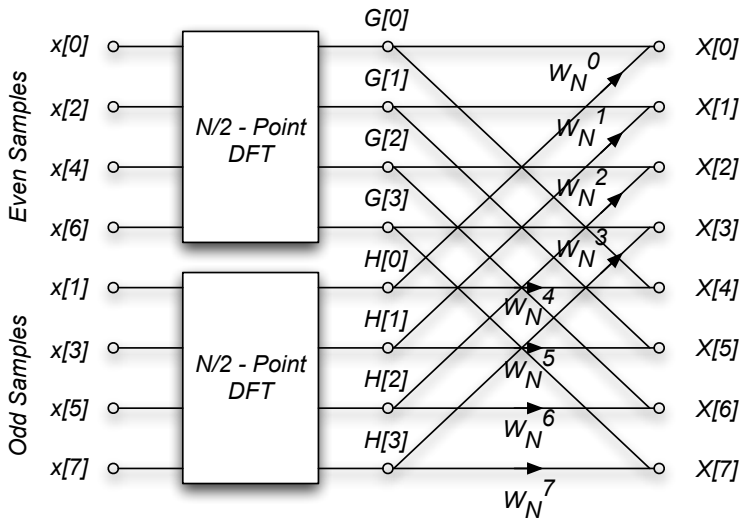 Even Samples
x[0]
x[2]
x[4]
x[6]
Odd Samples
x[1]
x[3]
x[5]
x[7]
N/2 - Point
DFT
N/2 - Point
DFT
G[0]
G[1]
G[2]
G[3]
H[0]
H[1]
H[2]
H[3]
W_N^0
W_N^1
W_N^2
W_N^3
W_N^4
W_N^5
W_N^6
W_N^7
X[0]
X[1]
X[2]
X[3]
X[4]
X[5]
X[6]
X[7]